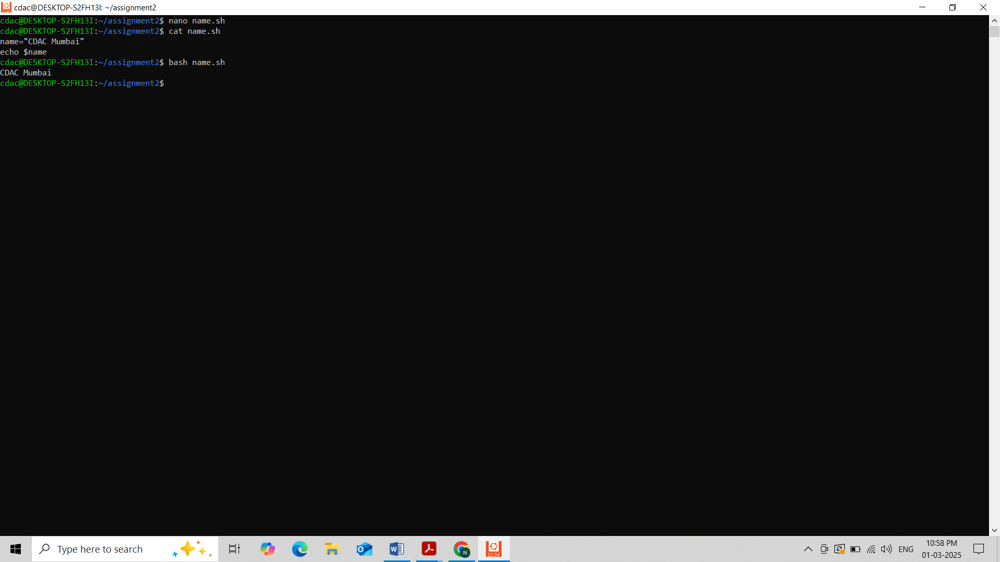 cdac@DESKTOP-S2FH13I: ~/assignment2
cdac@DESKTOP-S2FH13I:~/assignment2$ nano name.sh
cdac@DESKTOP-S2FH13I:~/assignment2$ cat name.sh
name="CDAC Mumbai"
echo $name
cdac@DESKTOP-S2FH13I:~/assignment2$ bash name.sh
CDAC Mumbai
cdac@DESKTOP-S2FH13I:~/assignment2$
Type here to search
N
22.04
ENG
10:58 PM
01-03-2025